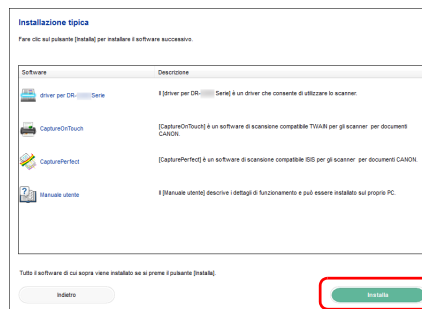 Installazione tipica
Fare clic sul pulsante [Installa] per installare il software successivo.
Software Descrizione
driver per DR- Serie Il [driver per DR- Serie] è un driver che consente di utilizzare lo scanner.
CaptureOnTouch [CaptureOnTouch] è un software di scansione compatibile TWAIN per gli scanner per documenti
CANON.
CapturePerfect [CapturePerfect] è un software di scansione compatibile ISIS per gli scanner per documenti CANON.
Manuale utente Il [Manuale utente] descrive i dettagli di funzionamento e può essere installato sul proprio PC.
Tutto il software di cui sopra viene installato se si preme il pulsante [Installa].
Indietro Installa